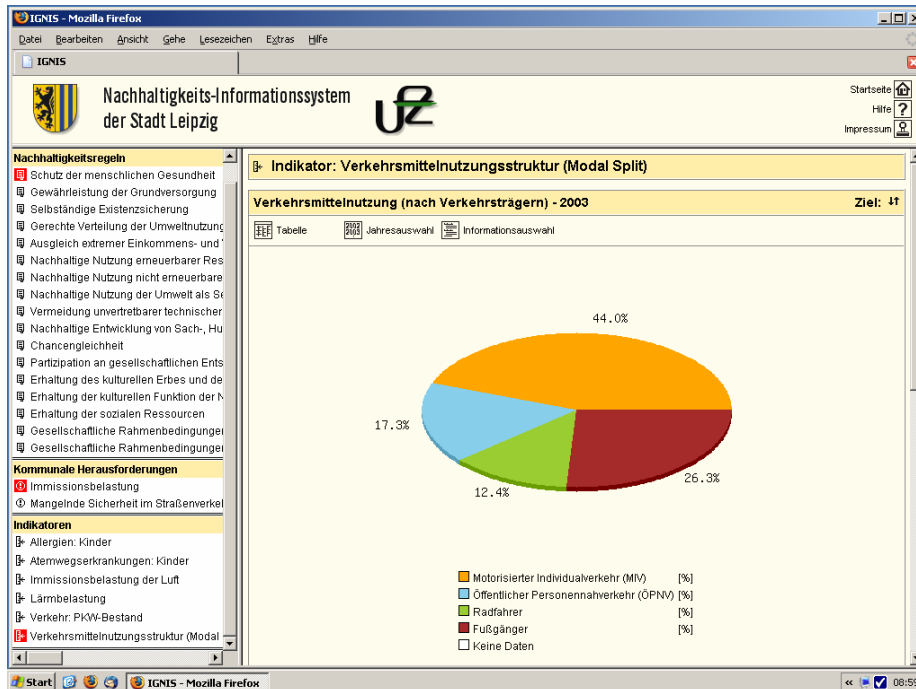 IGNIS - Mozilla Firefox
Datei Bearbeiten Ansicht Gehe Lesezeichen Extras Hilfe
IGNIS
Nachhaltigkeits-Informationssystem
der Stadt Leipzig
UFZ
Startseite
Hilfe ?
Impressum
Nachhaltigkeitsregeln
Schutz der menschlichen Gesundheit
Gewährleistung der Grundversorgung
Selbständige Existenzsicherung
Gerechte Verteilung der Umweltnutzung
Ausgleich extremer Einkommens- und
Nachhaltige Nutzung erneuerbarer Res
Nachhaltige Nutzung nicht erneuerbare
Nachhaltige Nutzung der Umwelt als Se
Vermeidung unvertretbarer technischer
Nachhaltige Entwicklung von Sach-, Hu
Chancengleichheit
Partizipation an gesellschaftlichen Ents
Erhaltung des kulturellen Erbes und de
Erhaltung der kulturellen Funktion der N
Erhaltung der sozialen Ressourcen
Gesellschaftliche Rahmenbedingungen
Gesellschaftliche Rahmenbedingungen
Kommunale Herausforderungen
Immissionsbelastung
Mangelnde Sicherheit im Straßenverkel
Indikatoren
Allergien: Kinder
Atemwegserkrankungen: Kinder
Immissionsbelastung der Luft
Lärmbelastung
Verkehr: PKW-Bestand
Verkehrsmittelnutzungsstruktur (Modal
Indikator: Verkehrsmittelnutzungsstruktur (Modal Split)
Verkehrsmittelnutzung (nach Verkehrsträgern) - 2003 Ziel:
Tabelle 2002 2003 Jahresauswahl Informationsauswahl
44.0%
17.3%
12.4%
26.3%
Motorisierter Individualverkehr (MIV) [%]
Öffentlicher Personennahverkehr (ÖPNV) [%]
Radfahrer [%]
Fußgänger [%]
Keine Daten
Start IGNIS - Mozilla Firefox 08:59